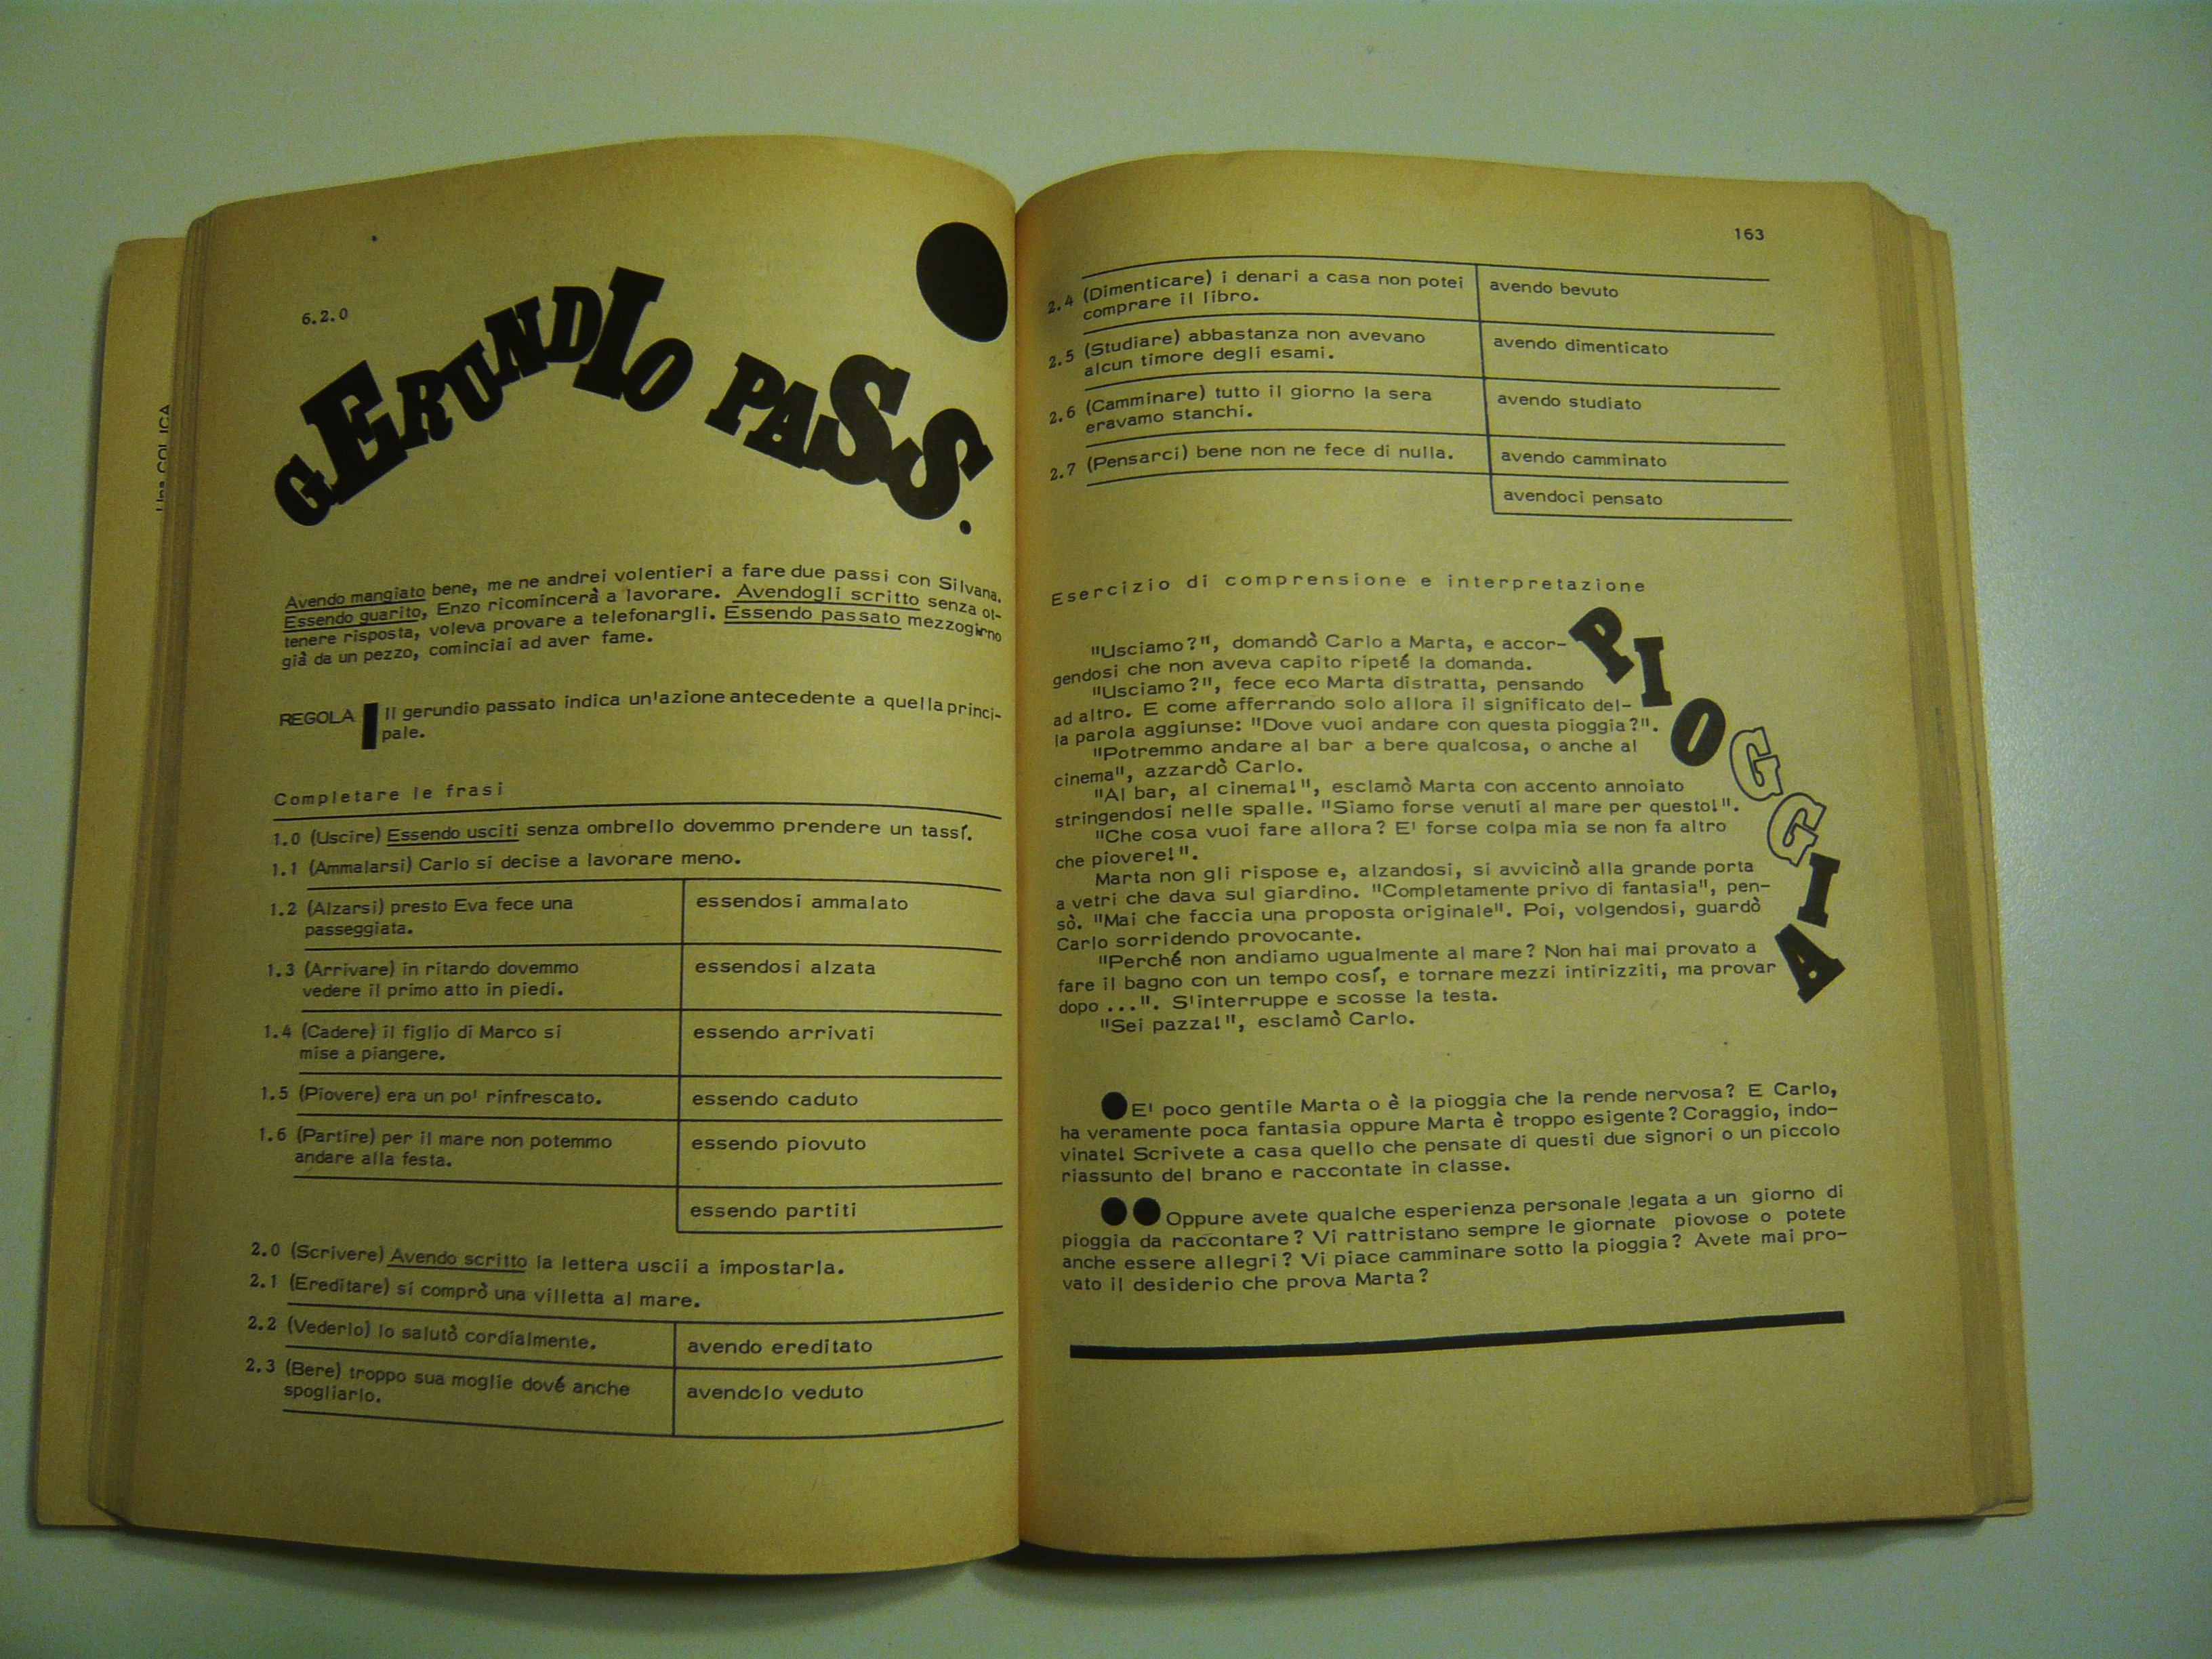 6.2.0
GERUNDIO PASS.
Avendo mangiato bene, me ne andrei volentieri a fare due passi con Silvana.
Essendo guarito, Enzo ricomincerà a lavorare. Avendogli scritto senza ot-
tenere risposta, voleva provare a telefonargli. Essendo passato mezzogirno
già da un pezzo, cominciai ad aver fame.
REGOLA Il gerundio passato indica un'azione antecedente a quella princi-
pale.
Completare le frasi
1.0 (Uscire) Essendo usciti senza ombrello dovemmo prendere un tassí.
1.1 (Ammalarsi) Carlo si decise a lavorare meno.
1.2 (Alzarsi) presto Eva fece una
passeggiata.
essendosi ammalato
1.3 (Arrivare) in ritardo dovemmo
vedere il primo atto in piedi.
essendosi alzata
1.4 (Cadere) il figlio di Marco si
mise a piangere.
essendo arrivati
1.5 (Piovere) era un po' rinfrescato.
essendo caduto
1.6 (Partire) per il mare non potemmo
andare alla festa.
essendo piovuto
essendo partiti
2.0 (Scrivere) Avendo scritto la lettera uscii a impostarla.
2.1 (Ereditare) si comprò una villetta al mare.
2.2 (Vederlo) lo salutò cordialmente.
avendo ereditato
2.3 (Bere) troppo sua moglie dové anche
spogliarlo.
avendolo veduto
163
2.4 (Dimenticare) i denari a casa non potei
comprare il libro.
avendo bevuto
2.5 (Studiare) abbastanza non avevano
alcun timore degli esami.
avendo dimenticato
2.6 (Camminare) tutto il giorno la sera
eravamo stanchi.
avendo studiato
2.7 (Pensarci) bene non ne fece di nulla.
avendo camminato
avendoci pensato
Esercizio di comprensione e interpretazione
PIOGGIA
"Usciamo?", domandò Carlo a Marta, e accor-
gendosi che non aveva capito ripeté la domanda.
"Usciamo?", fece eco Marta distratta, pensando
ad altro. E come afferrando solo allora il significato del-
la parola aggiunse: "Dove vuoi andare con questa pioggia?".
"Potremmo andare al bar a bere qualcosa, o anche al
cinema", azzardò Carlo.
"Al bar, al cinema!", esclamò Marta con accento annoiato
stringendosi nelle spalle. "Siamo forse venuti al mare per questo!".
"Che cosa vuoi fare allora? E' forse colpa mia se non fa altro
che piovere!".
Marta non gli rispose e, alzandosi, si avvicinò alla grande porta
a vetri che dava sul giardino. "Completamente privo di fantasia", pen-
sò. "Mai che faccia una proposta originale". Poi, volgendosi, guardò
Carlo sorridendo provocante.
"Perché non andiamo ugualmente al mare? Non hai mai provato a
fare il bagno con un tempo cosí, e tornare mezzi intirizziti, ma provar
dopo ...". S'interruppe e scosse la testa.
"Sei pazza!", esclamò Carlo.
E' poco gentile Marta o è la pioggia che la rende nervosa? E Carlo,
ha veramente poca fantasia oppure Marta è troppo esigente? Coraggio, indo-
vinate! Scrivete a casa quello che pensate di questi due signori o un piccolo
riassunto del brano e raccontate in classe.
Oppure avete qualche esperienza personale legata a un giorno di
pioggia da raccontare? Vi rattristano sempre le giornate piovose o potete
anche essere allegri? Vi piace camminare sotto la pioggia? Avete mai pro-
vato il desiderio che prova Marta?